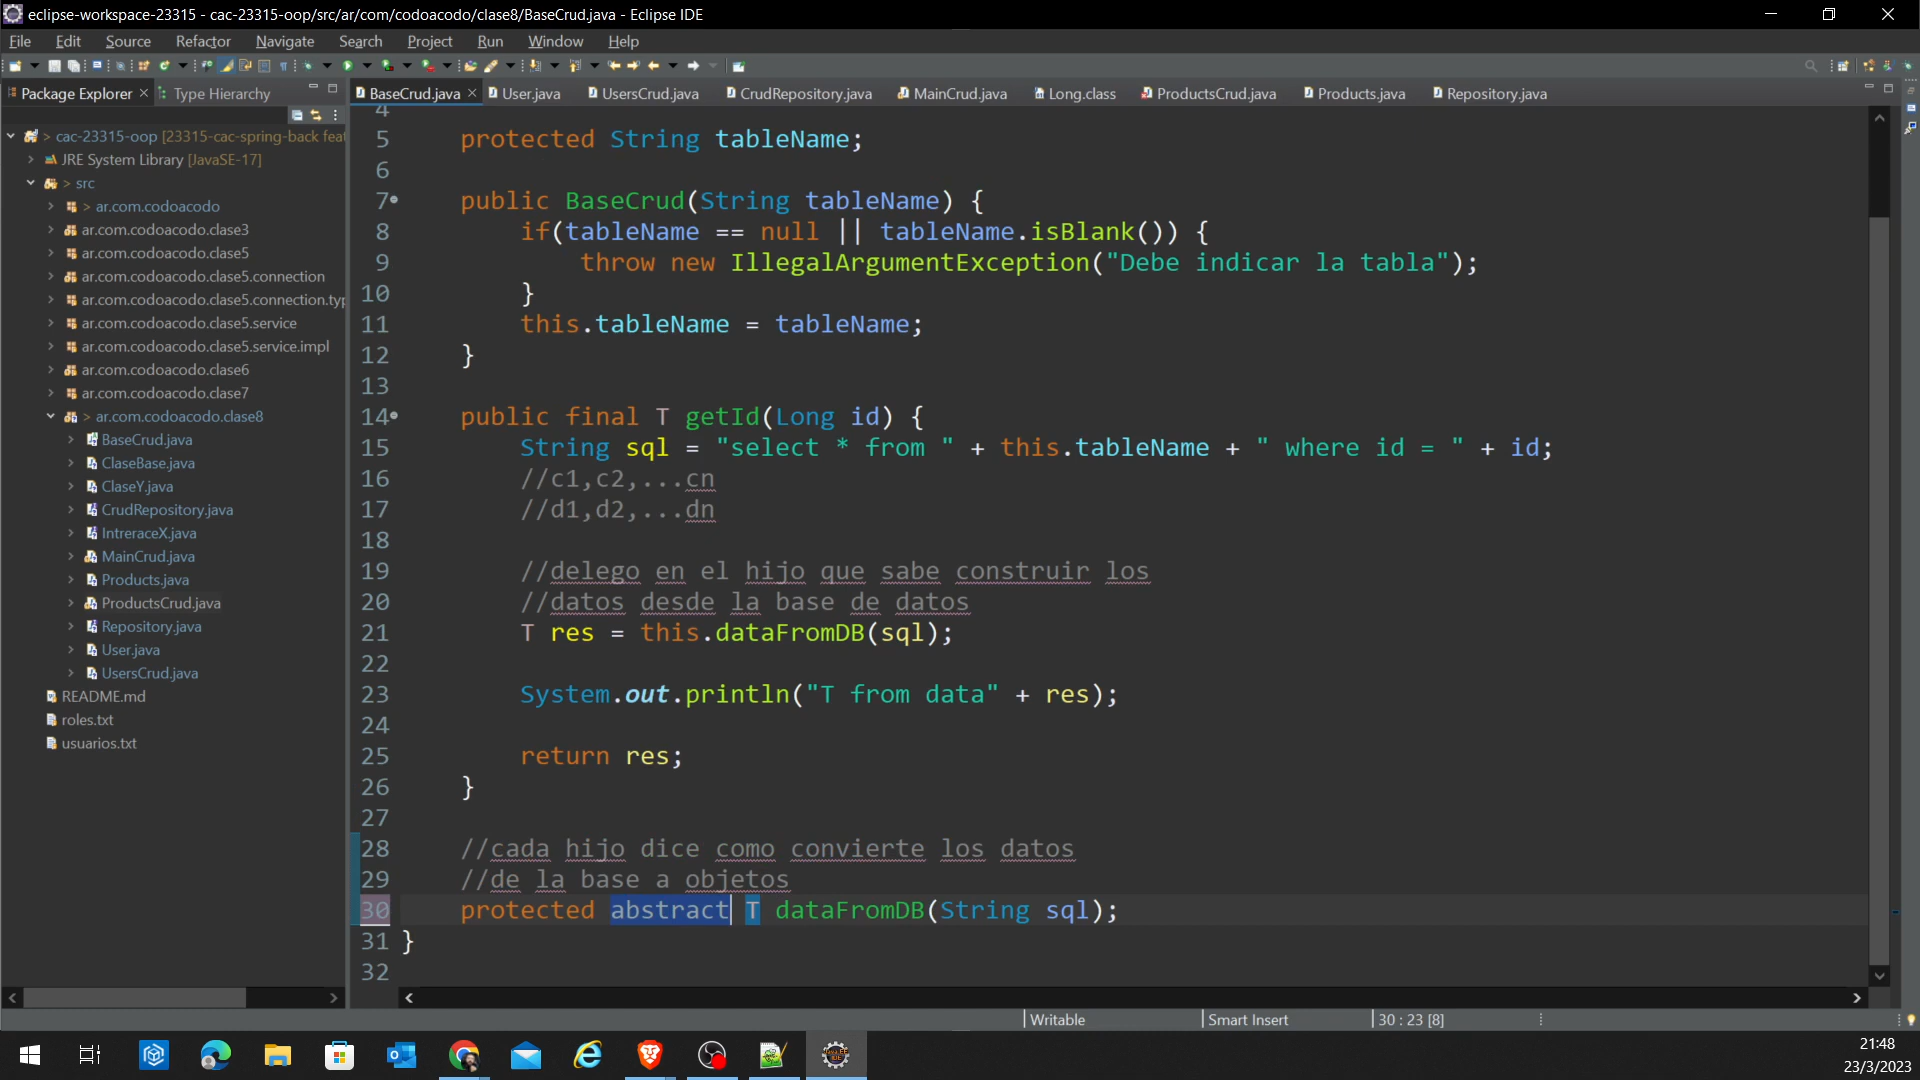 eclipse-workspace-23315 - cac-23315-oop/src/ar/com/codoacodo/clase8/BaseCrud.java - Eclipse IDE
File Edit Source Refactor Navigate Search Project Run Window Help
Package Explorer Type Hierarchy
BaseCrud.java User.java UsersCrud.java CrudRepository.java MainCrud.java Long.class ProductsCrud.java Products.java Repository.java
> cac-23315-oop [23315-cac-spring-back feat
JRE System Library [JavaSE-17]
> src
> ar.com.codoacodo
ar.com.codoacodo.clase3
ar.com.codoacodo.clase5
ar.com.codoacodo.clase5.connection
ar.com.codoacodo.clase5.connection.typ
ar.com.codoacodo.clase5.service
ar.com.codoacodo.clase5.service.impl
ar.com.codoacodo.clase6
ar.com.codoacodo.clase7
> ar.com.codoacodo.clase8
BaseCrud.java
ClaseBase.java
ClaseY.java
CrudRepository.java
IntreraceX.java
MainCrud.java
Products.java
ProductsCrud.java
Repository.java
User.java
UsersCrud.java
README.md
roles.txt
usuarios.txt
4
5 protected String tableName;
6
7 public BaseCrud(String tableName) {
8 if(tableName == null || tableName.isBlank()) {
9 throw new IllegalArgumentException("Debe indicar la tabla");
10 }
11 this.tableName = tableName;
12 }
13
14 public final T getId(Long id) {
15 String sql = "select * from " + this.tableName + " where id = " + id;
16 //c1,c2,...cn
17 //d1,d2,...dn
18
19 //delego en el hijo que sabe construir los
20 //datos desde la base de datos
21 T res = this.dataFromDB(sql);
22
23 System.out.println("T from data" + res);
24
25 return res;
26 }
27
28 //cada hijo dice como convierte los datos
29 //de la base a objetos
30 protected abstract T dataFromDB(String sql);
31 }
32
Writable Smart Insert 30 : 23 [8]
21:48
23/3/2023